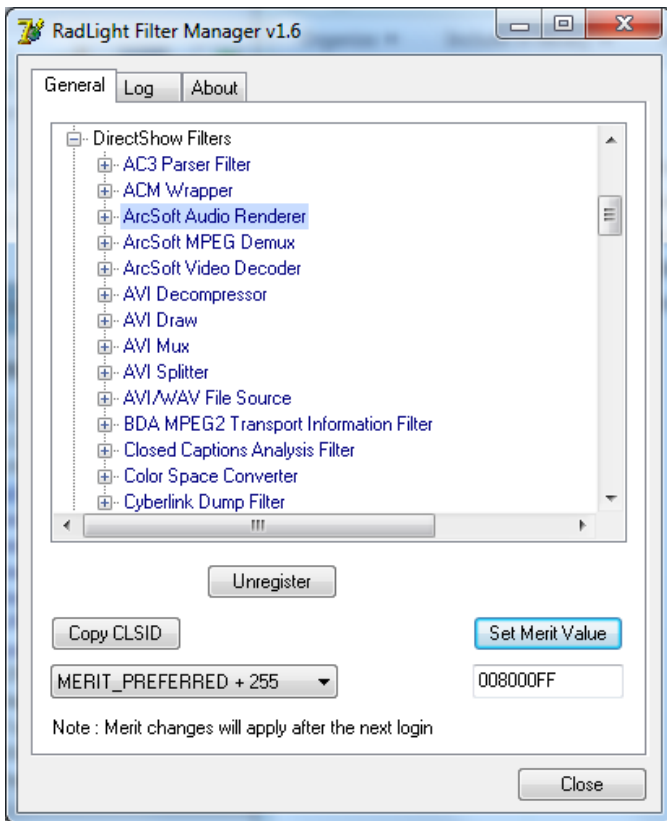 RadLight Filter Manager v1.6
General Log About
DirectShow Filters
AC3 Parser Filter
ACM Wrapper
ArcSoft Audio Renderer
ArcSoft MPEG Demux
ArcSoft Video Decoder
AVI Decompressor
AVI Draw
AVI Mux
AVI Splitter
AVI/WAV File Source
BDA MPEG2 Transport Information Filter
Closed Captions Analysis Filter
Color Space Converter
Cyberlink Dump Filter
Unregister
Copy CLSID Set Merit Value
MERIT_PREFERRED + 255 008000FF
Note : Merit changes will apply after the next login
Close